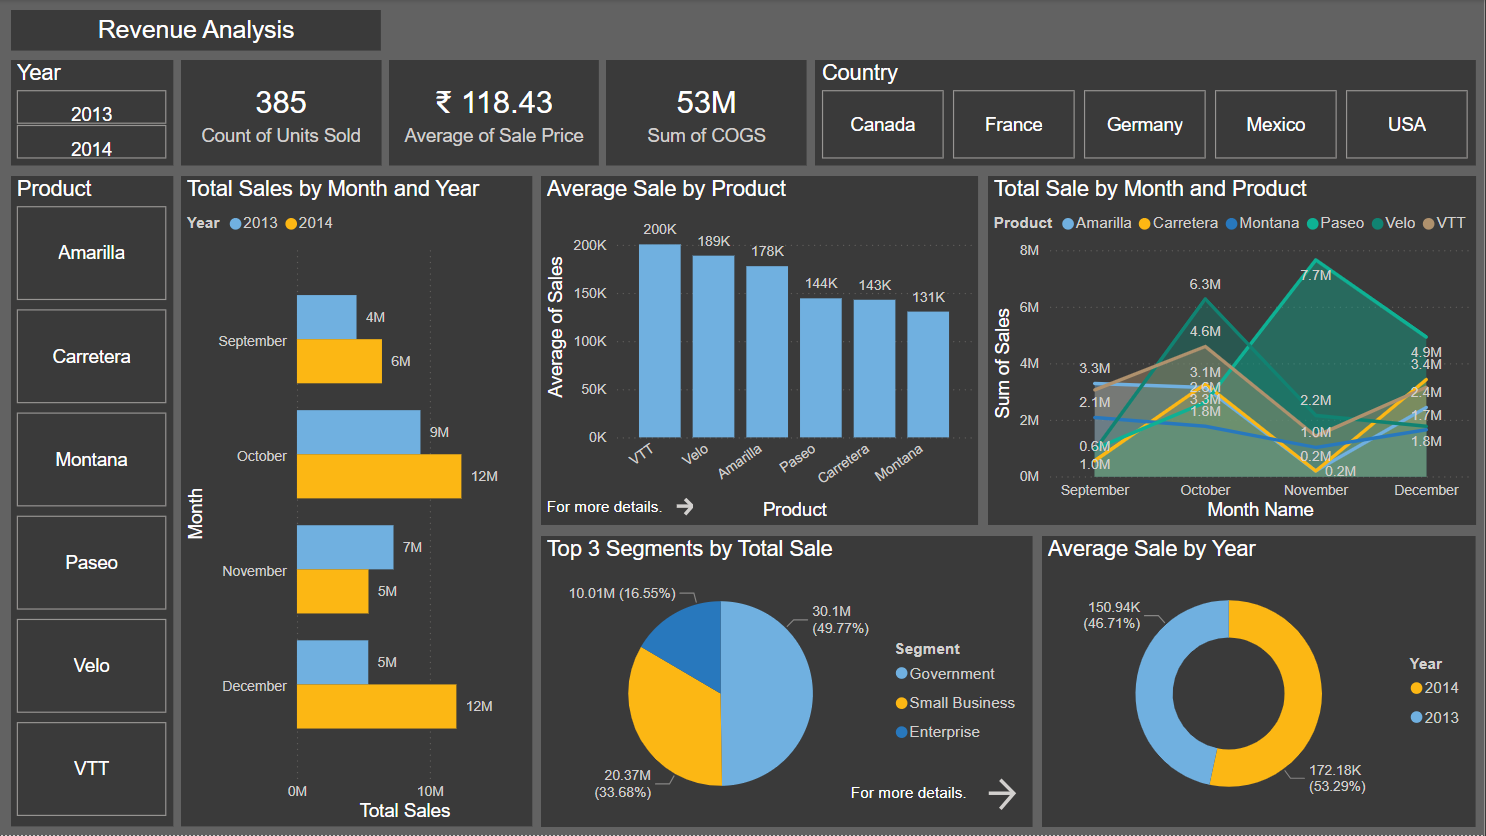 Revenue Analysis
Year
2013
2014
385
Count of Units Sold
₹ 118.43
Average of Sale Price
53M
Sum of COGS
Country
Canada
France
Germany
Mexico
USA
Product
Amarilla
Carretera
Montana
Paseo
Velo
VTT
Total Sales by Month and Year
Year 2013 2014
September
October
November
December
4M
6M
9M
12M
7M
5M
5M
12M
0M
10M
Month
Total Sales
Average Sale by Product
Average of Sales
200K
150K
100K
50K
0K
200K
189K
178K
144K
143K
131K
VTT
Velo
Amarilla
Paseo
Carretera
Montana
For more details.
Product
Total Sale by Month and Product
Product Amarilla Carretera Montana Paseo Velo VTT
Sum of Sales
8M
6M
4M
2M
0M
3.3M
2.1M
0.6M
1.0M
6.3M
4.6M
3.1M
2.6M
3.3M
1.8M
7.7M
2.2M
1.0M
0.2M
0.2M
4.9M
3.4M
2.4M
1.7M
1.8M
September
October
November
December
Month Name
Top 3 Segments by Total Sale
10.01M (16.55%)
30.1M
(49.77%)
20.37M
(33.68%)
Segment
Government
Small Business
Enterprise
For more details.
Average Sale by Year
150.94K
(46.71%)
172.18K
(53.29%)
Year
2014
2013